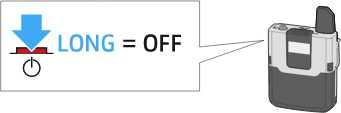 LONG = OFF